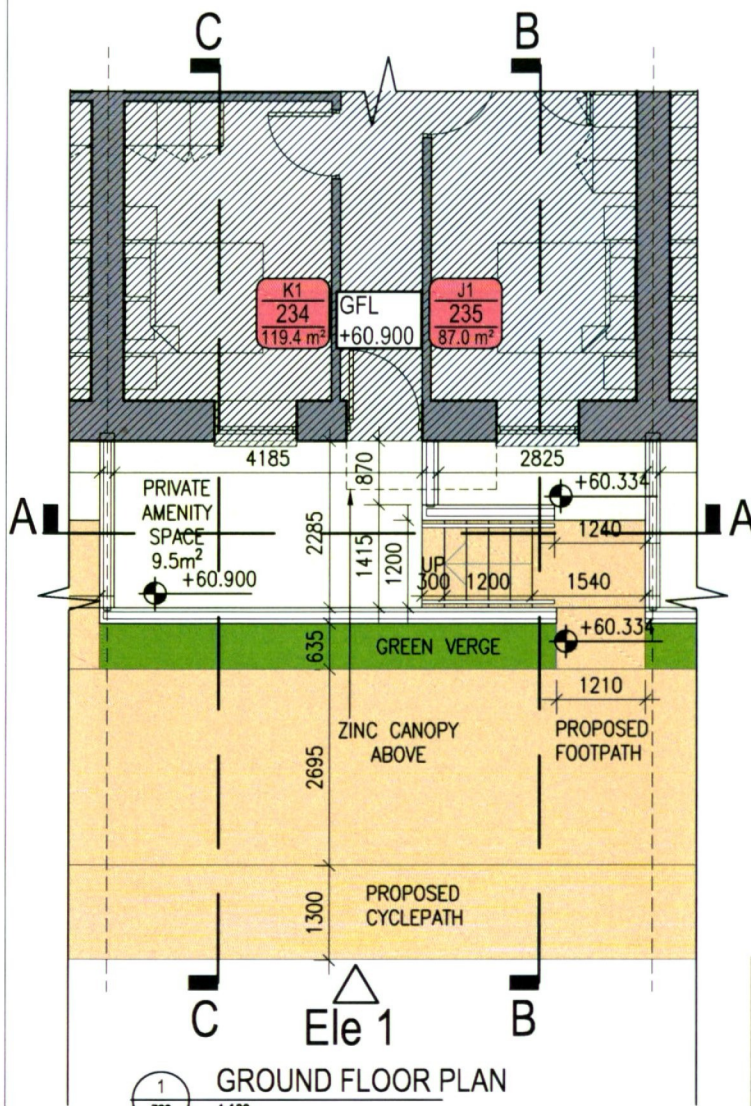 C
B
K1
234
119.4 m²
GFL
+60.900
J1
235
87.0 m²
4185
870
2825
PRIVATE
AMENITY
SPACE
9.5m²
+60.900
+60.334
A
A
2285
1415
1200
1240
UP
300
1200
1540
+60.334
635
GREEN VERGE
1210
ZINC CANOPY
ABOVE
PROPOSED
FOOTPATH
2695
1300
PROPOSED
CYCLEPATH
C
Ele 1
B
1
GROUND FLOOR PLAN